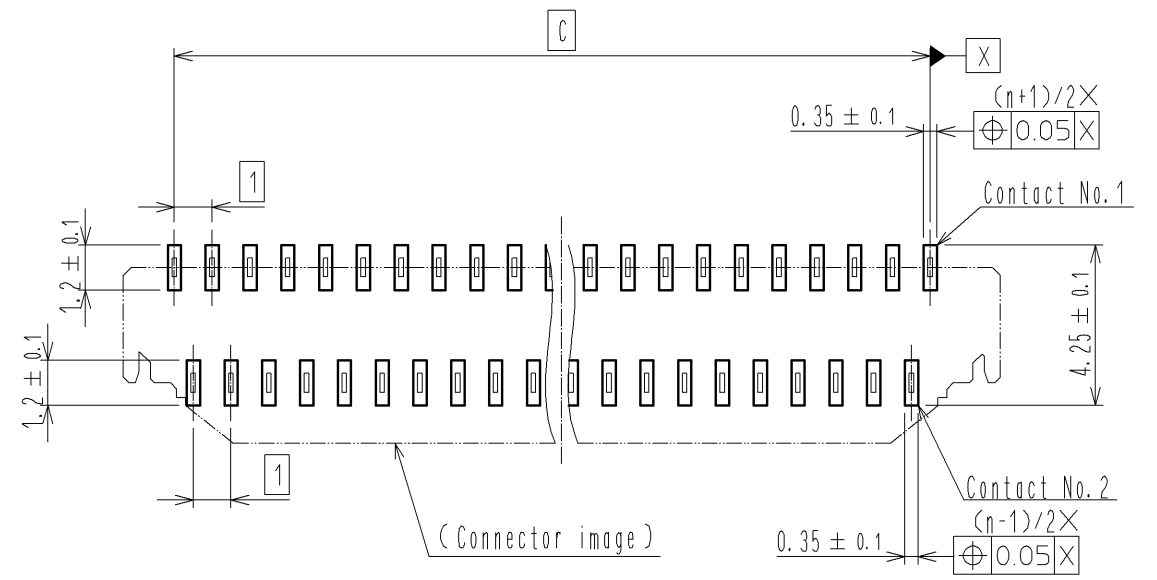 C
X
(n+1)/2X
0.35 ± 0.1
⌖ 0.05 X
1
Contact No.1
1.2 ± 0.1
4.25 ± 0.1
1.2 ± 0.1
1
Contact No.2
(n-1)/2X
(Connector image)
0.35 ± 0.1
⌖ 0.05 X